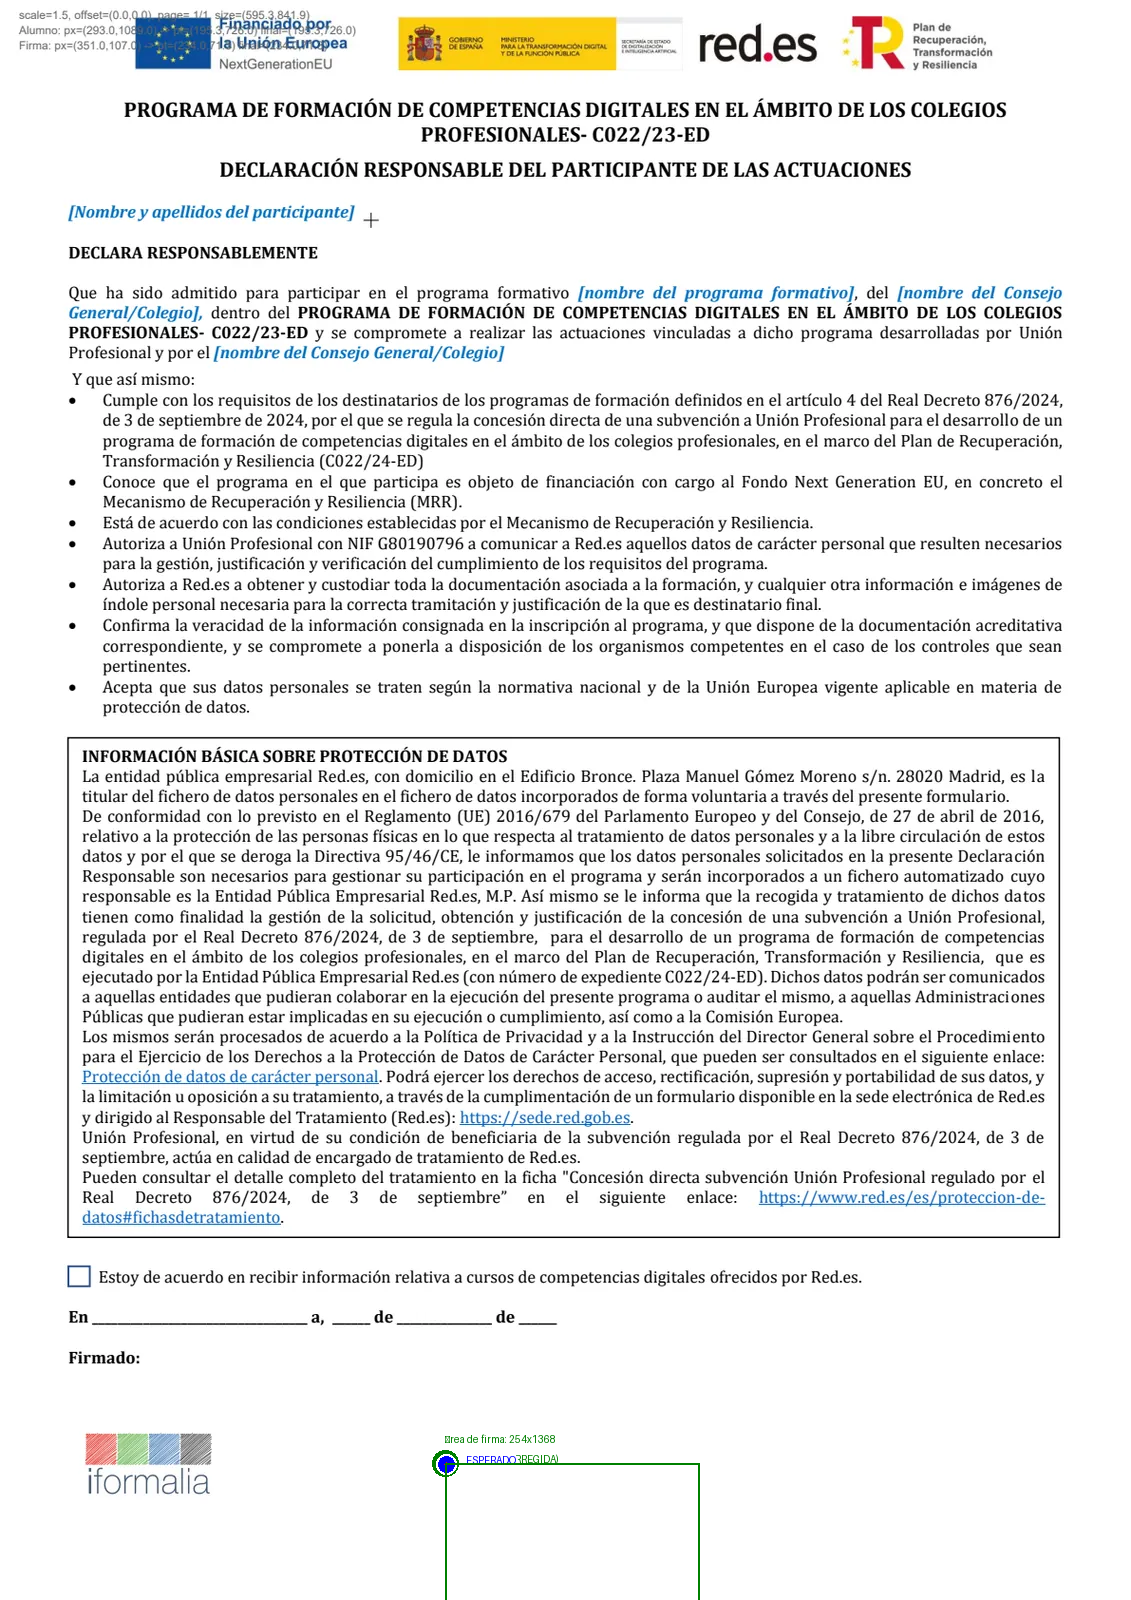 scale=1.5, offset=(0.0,0.0), page= 1/1, size=(595.3,841.9)
Financiado por
la Unión Europea
NextGenerationEU
GOBIERNO
DE ESPAÑA
MINISTERIO
PARA LA TRANSFORMACIÓN DIGITAL
Y DE LA FUNCIÓN PÚBLICA
SECRETARÍA DE ESTADO
DE DIGITALIZACIÓN
E INTELIGENCIA ARTIFICIAL
red.es
Plan de
Recuperación,
Transformación
y Resiliencia
PROGRAMA DE FORMACIÓN DE COMPETENCIAS DIGITALES EN EL ÁMBITO DE LOS COLEGIOS
PROFESIONALES- C022/23-ED
DECLARACIÓN RESPONSABLE DEL PARTICIPANTE DE LAS ACTUACIONES
[Nombre y apellidos del participante]
DECLARA RESPONSABLEMENTE
Que ha sido admitido para participar en el programa formativo [nombre del programa formativo], del [nombre del Consejo
General/Colegio], dentro del PROGRAMA DE FORMACIÓN DE COMPETENCIAS DIGITALES EN EL ÁMBITO DE LOS COLEGIOS
PROFESIONALES- C022/23-ED y se compromete a realizar las actuaciones vinculadas a dicho programa desarrolladas por Unión
Profesional y por el [nombre del Consejo General/Colegio]
Y que así mismo:
• Cumple con los requisitos de los destinatarios de los programas de formación definidos en el artículo 4 del Real Decreto 876/2024,
de 3 de septiembre de 2024, por el que se regula la concesión directa de una subvención a Unión Profesional para el desarrollo de un
programa de formación de competencias digitales en el ámbito de los colegios profesionales, en el marco del Plan de Recuperación,
Transformación y Resiliencia (C022/24-ED)
• Conoce que el programa en el que participa es objeto de financiación con cargo al Fondo Next Generation EU, en concreto el
Mecanismo de Recuperación y Resiliencia (MRR).
• Está de acuerdo con las condiciones establecidas por el Mecanismo de Recuperación y Resiliencia.
• Autoriza a Unión Profesional con NIF G80190796 a comunicar a Red.es aquellos datos de carácter personal que resulten necesarios
para la gestión, justificación y verificación del cumplimiento de los requisitos del programa.
• Autoriza a Red.es a obtener y custodiar toda la documentación asociada a la formación, y cualquier otra información e imágenes de
índole personal necesaria para la correcta tramitación y justificación de la que es destinatario final.
• Confirma la veracidad de la información consignada en la inscripción al programa, y que dispone de la documentación acreditativa
correspondiente, y se compromete a ponerla a disposición de los organismos competentes en el caso de los controles que sean
pertinentes.
• Acepta que sus datos personales se traten según la normativa nacional y de la Unión Europea vigente aplicable en materia de
protección de datos.
INFORMACIÓN BÁSICA SOBRE PROTECCIÓN DE DATOS
La entidad pública empresarial Red.es, con domicilio en el Edificio Bronce. Plaza Manuel Gómez Moreno s/n. 28020 Madrid, es la
titular del fichero de datos personales en el fichero de datos incorporados de forma voluntaria a través del presente formulario.
De conformidad con lo previsto en el Reglamento (UE) 2016/679 del Parlamento Europeo y del Consejo, de 27 de abril de 2016,
relativo a la protección de las personas físicas en lo que respecta al tratamiento de datos personales y a la libre circulación de estos
datos y por el que se deroga la Directiva 95/46/CE, le informamos que los datos personales solicitados en la presente Declaración
Responsable son necesarios para gestionar su participación en el programa y serán incorporados a un fichero automatizado cuyo
responsable es la Entidad Pública Empresarial Red.es, M.P. Así mismo se le informa que la recogida y tratamiento de dichos datos
tienen como finalidad la gestión de la solicitud, obtención y justificación de la concesión de una subvención a Unión Profesional,
regulada por el Real Decreto 876/2024, de 3 de septiembre, para el desarrollo de un programa de formación de competencias
digitales en el ámbito de los colegios profesionales, en el marco del Plan de Recuperación, Transformación y Resiliencia, que es
ejecutado por la Entidad Pública Empresarial Red.es (con número de expediente C022/24-ED). Dichos datos podrán ser comunicados
a aquellas entidades que pudieran colaborar en la ejecución del presente programa o auditar el mismo, a aquellas Administraciones
Públicas que pudieran estar implicadas en su ejecución o cumplimiento, así como a la Comisión Europea.
Los mismos serán procesados de acuerdo a la Política de Privacidad y a la Instrucción del Director General sobre el Procedimiento
para el Ejercicio de los Derechos a la Protección de Datos de Carácter Personal, que pueden ser consultados en el siguiente enlace:
Protección de datos de carácter personal. Podrá ejercer los derechos de acceso, rectificación, supresión y portabilidad de sus datos, y
la limitación u oposición a su tratamiento, a través de la cumplimentación de un formulario disponible en la sede electrónica de Red.es
y dirigido al Responsable del Tratamiento (Red.es): https://sede.red.gob.es.
Unión Profesional, en virtud de su condición de beneficiaria de la subvención regulada por el Real Decreto 876/2024, de 3 de
septiembre, actúa en calidad de encargado de tratamiento de Red.es.
Pueden consultar el detalle completo del tratamiento en la ficha "Concesión directa subvención Unión Profesional regulado por el
Real Decreto 876/2024, de 3 de septiembre” en el siguiente enlace: https://www.red.es/es/proteccion-de-
datos#fichasdetratamiento.
Estoy de acuerdo en recibir información relativa a cursos de competencias digitales ofrecidos por Red.es.
En __________________________________ a, ______ de _______________ de ______
Firmado:
iformalia
rea de firma: 254x1368
ESPERADO